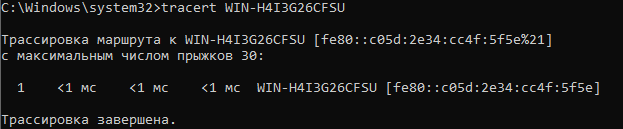 C:\Windows\system32>tracert WIN-H4I3G26CFSU
Трассировка маршрута к WIN-H4I3G26CFSU [fe80::c05d:2e34:cc4f:5f5e%21]
с максимальным числом прыжков 30:
1 <1 мс <1 мс <1 мс WIN-H4I3G26CFSU [fe80::c05d:2e34:cc4f:5f5e]
Трассировка завершена.